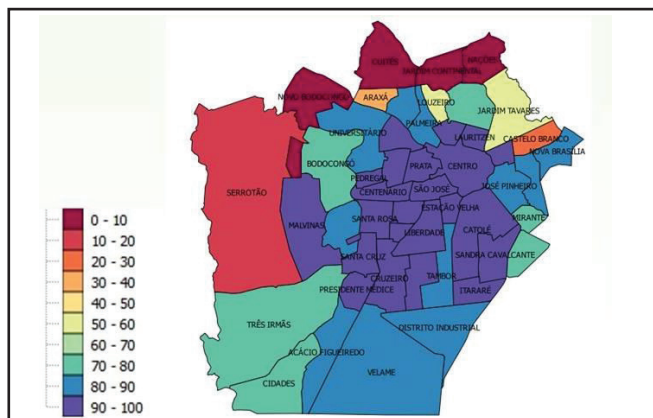 CUITÉS
NAÇÕES
JARDIM CONTINENTAL
NOVO BODOCONGÓ
ARAXÁ
LOUZEIRO
JARDIM TAVARES
PALMEIRA
UNIVERSITÁRIO
LAURITZEN
CASTELO BRANCO
NOVA BRASÍLIA
BODOCONGÓ
PRATA
CENTRO
PEDREGAL
SERROTÃO
CENTENÁRIO
SÃO JOSÉ
JOSÉ PINHEIRO
ESTAÇÃO VELHA
MALVINAS
SANTA ROSA
MIRANTE
LIBERDADE
CATOLÉ
SANTA CRUZ
SANDRA CAVALCANTE
CRUZEIRO
TAMBOR
PRESIDENTE MÉDICE
ITARARÉ
TRÊS IRMÃS
DISTRITO INDUSTRIAL
ACÁCIO FIGUEIREDO
VELAME
CIDADES
0 - 10
10 - 20
20 - 30
30 - 40
40 - 50
50 - 60
60 - 70
70 - 80
80 - 90
90 - 100